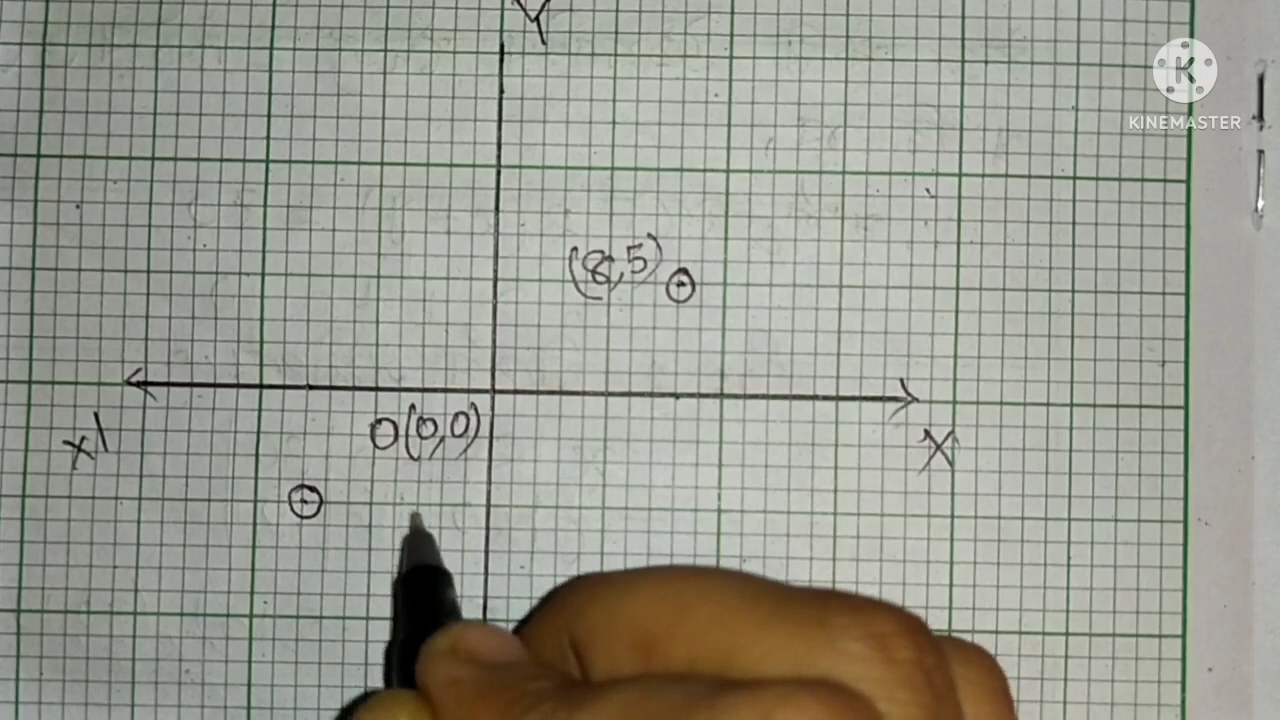 Y
K
KINEMASTER
(8,5)
O(0,0)
X'
X